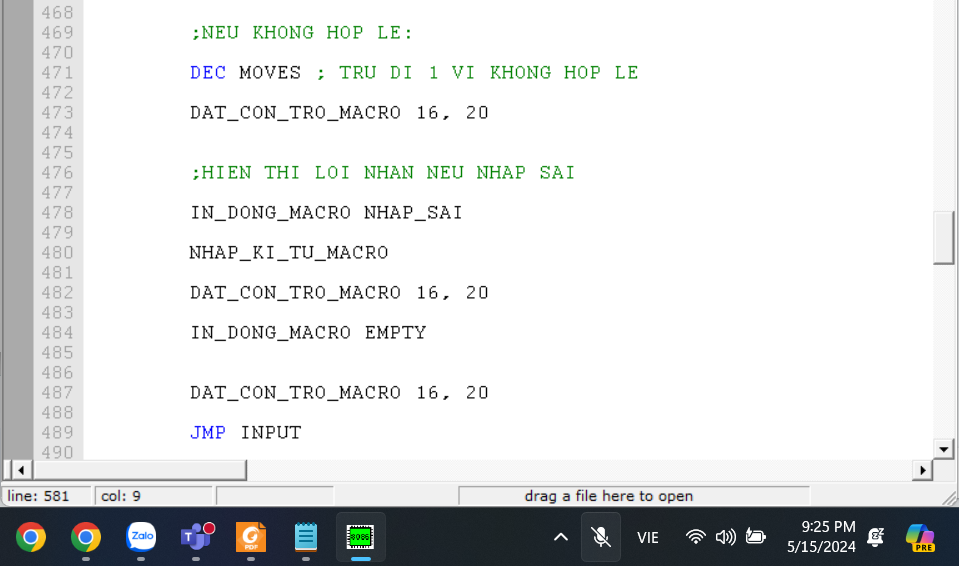 468
469 ;NEU KHONG HOP LE:
470
471 DEC MOVES ; TRU DI 1 VI KHONG HOP LE
472
473 DAT_CON_TRO_MACRO 16, 20
474
475
476 ;HIEN THI LOI NHAN NEU NHAP SAI
477
478 IN_DONG_MACRO NHAP_SAI
479
480 NHAP_KI_TU_MACRO
481
482 DAT_CON_TRO_MACRO 16, 20
483
484 IN_DONG_MACRO EMPTY
485
486
487 DAT_CON_TRO_MACRO 16, 20
488
489 JMP INPUT
490
line: 581 col: 9 drag a file here to open
Zalo T PDF 8086 VIE 9:25 PM
5/15/2024 PRE